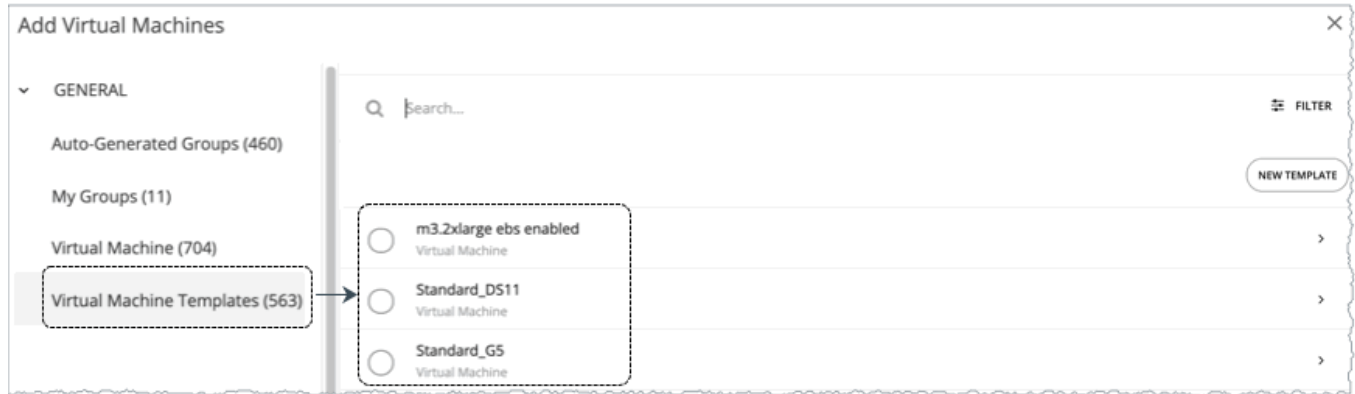 Add Virtual Machines
GENERAL
Auto-Generated Groups (460)
My Groups (11)
Virtual Machine (704)
Virtual Machine Templates (563)
Search...
FILTER
NEW TEMPLATE
m3.2xlarge ebs enabled
Virtual Machine
Standard_DS11
Virtual Machine
Standard_G5
Virtual Machine